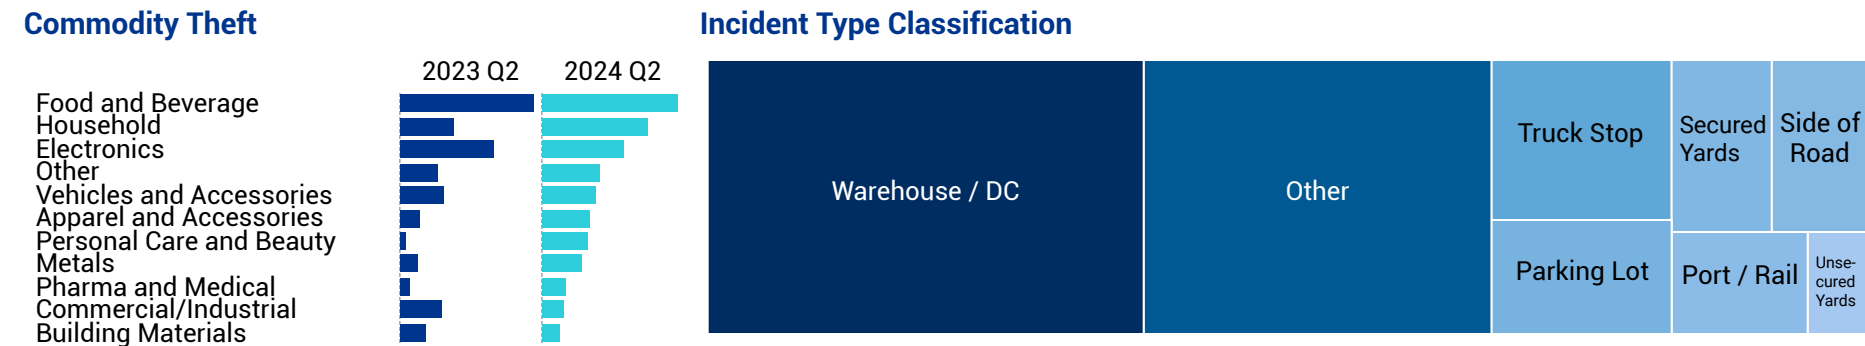 Commodity Theft
2023 Q2 2024 Q2
Food and Beverage
Household
Electronics
Other
Vehicles and Accessories
Apparel and Accessories
Personal Care and Beauty
Metals
Pharma and Medical
Commercial/Industrial
Building Materials
Incident Type Classification
Warehouse / DC
Other
Truck Stop
Parking Lot
Secured
Yards
Side of
Road
Port / Rail
Unse-
cured
Yards